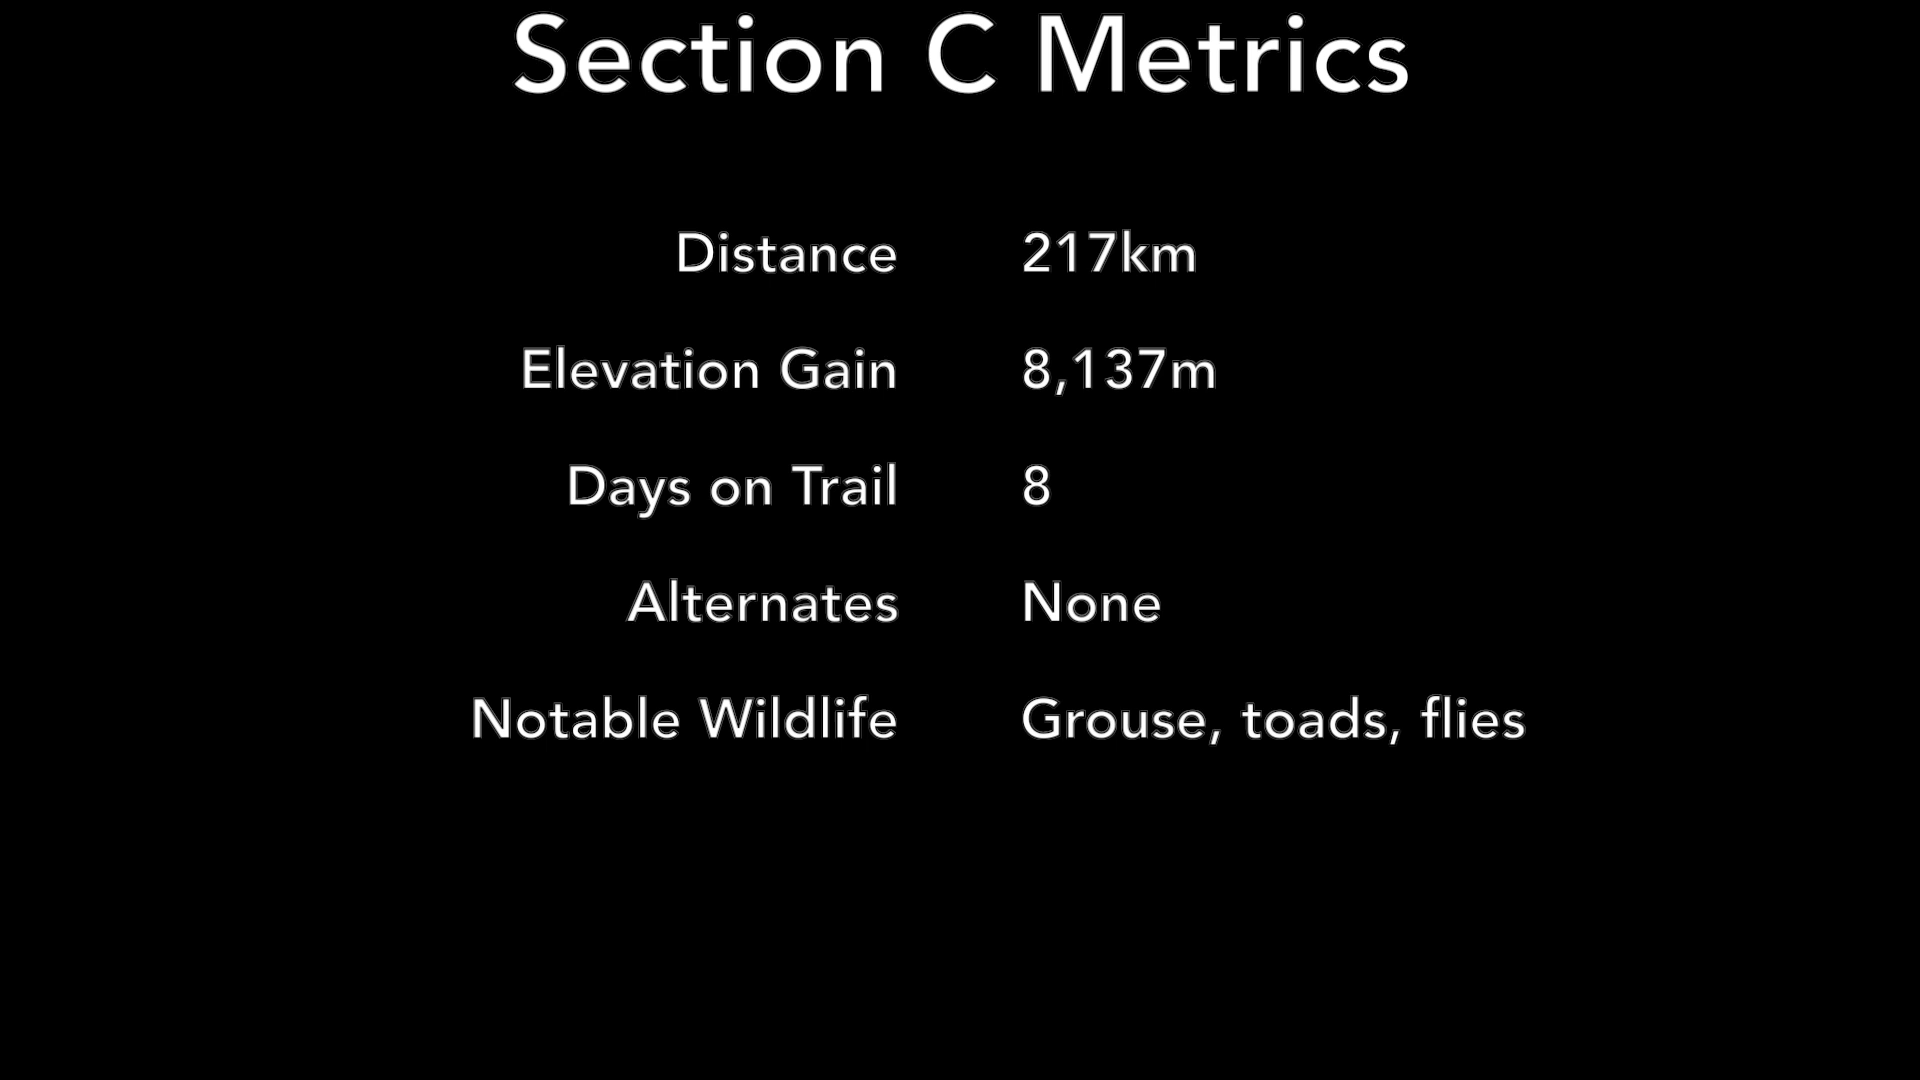 Section C Metrics
Distance 217km
Elevation Gain 8,137m
Days on Trail 8
Alternates None
Notable Wildlife Grouse, toads, flies